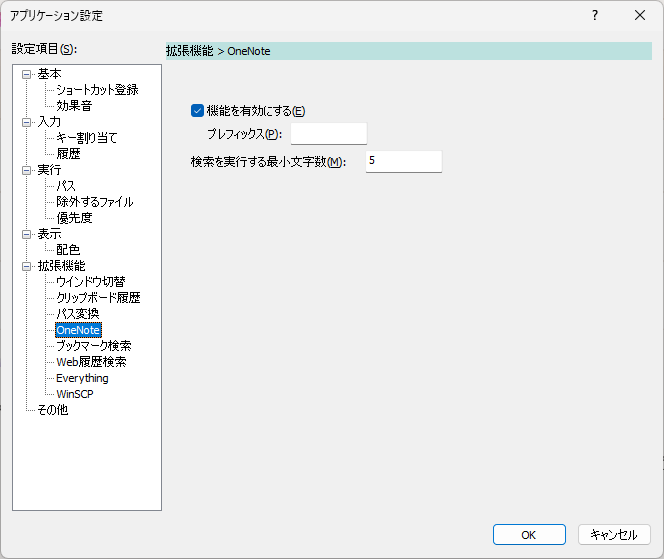 アプリケーション設定
?
設定項目(S):
基本
ショートカット登録
効果音
入力
キー割り当て
履歴
実行
パス
除外するファイル
優先度
表示
配色
拡張機能
ウインドウ切替
クリップボード履歴
パス変換
OneNote
ブックマーク検索
Web履歴検索
Everything
WinSCP
その他
拡張機能 > OneNote
機能を有効にする(E)
プレフィックス(P):
検索を実行する最小文字数(M): 5
OK キャンセル